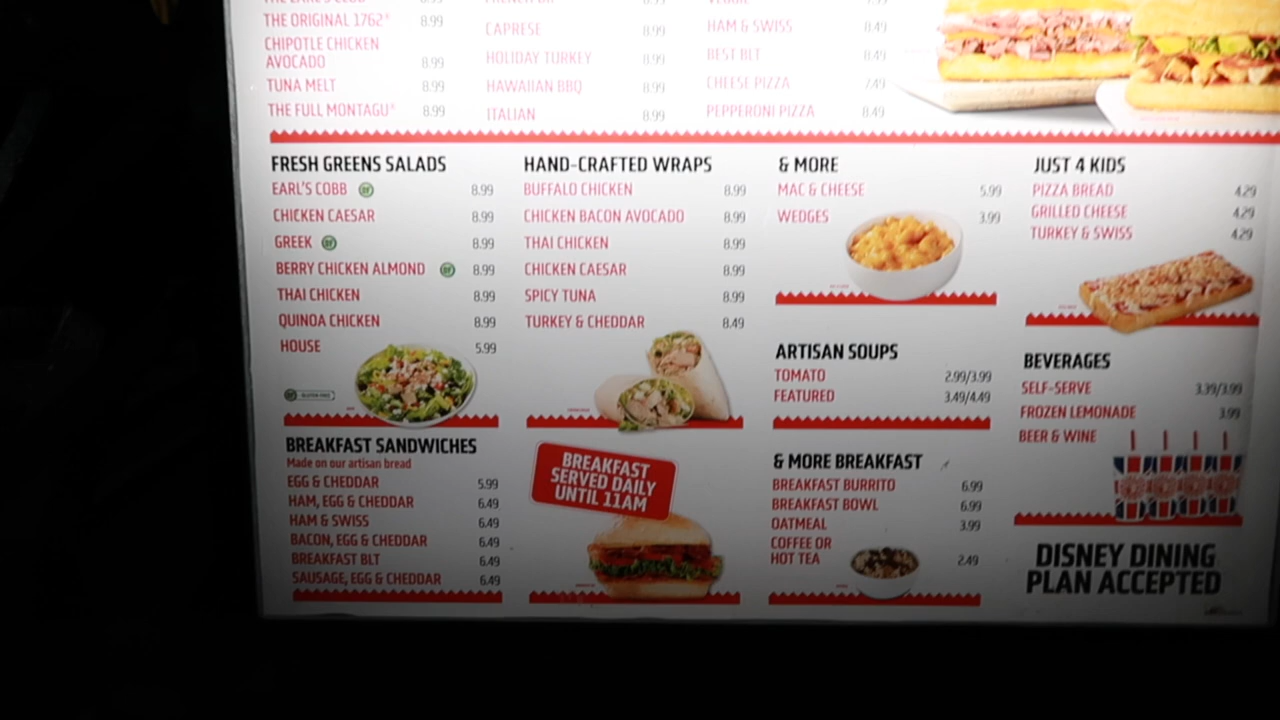 THE ORIGINAL 1762* 8.99
CHIPOTLE CHICKEN
AVOCADO 8.99
TUNA MELT 8.99
THE FULL MONTAGU* 8.99
CAPRESE 8.99
HOLIDAY TURKEY 8.99
HAWAIIAN BBQ 8.99
ITALIAN 8.99
VEGGIE
HAM & SWISS 8.49
BEST BLT 8.49
CHEESE PIZZA 7.49
PEPPERONI PIZZA 8.49
FRESH GREENS SALADS
EARL'S COBB GF 8.99
CHICKEN CAESAR 8.99
GREEK GF 8.99
BERRY CHICKEN ALMOND GF 8.99
THAI CHICKEN 8.99
QUINOA CHICKEN 8.99
HOUSE 5.99
GF GLUTEN-FREE
HAND-CRAFTED WRAPS
BUFFALO CHICKEN 8.99
CHICKEN BACON AVOCADO 8.99
THAI CHICKEN 8.99
CHICKEN CAESAR 8.99
SPICY TUNA 8.99
TURKEY & CHEDDAR 8.49
& MORE
MAC & CHEESE 5.99
WEDGES 3.99
JUST 4 KIDS
PIZZA BREAD 4.29
GRILLED CHEESE 4.29
TURKEY & SWISS 4.29
ARTISAN SOUPS
TOMATO 2.99/3.99
FEATURED 3.49/4.49
BEVERAGES
SELF-SERVE 3.39/3.99
FROZEN LEMONADE 3.99
BEER & WINE
BREAKFAST SANDWICHES
Made on our artisan bread
EGG & CHEDDAR 5.99
HAM, EGG & CHEDDAR 6.49
HAM & SWISS 6.49
BACON, EGG & CHEDDAR 6.49
BREAKFAST BLT 6.49
SAUSAGE, EGG & CHEDDAR 6.49
BREAKFAST
SERVED DAILY
UNTIL 11AM
& MORE BREAKFAST
BREAKFAST BURRITO 6.99
BREAKFAST BOWL 6.99
OATMEAL 3.99
COFFEE OR
HOT TEA 2.49
DISNEY DINING
PLAN ACCEPTED